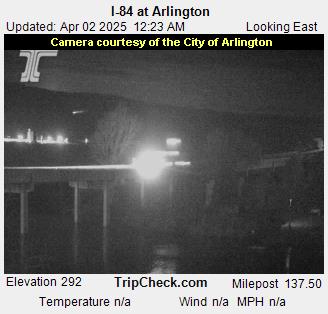 I-84 at Arlington
Updated: Apr 02 2025 12:23 AM Looking East
Camera courtesy of the City of Arlington
Elevation 292 TripCheck.com Milepost 137.50
Temperature n/a Wind n/a MPH n/a